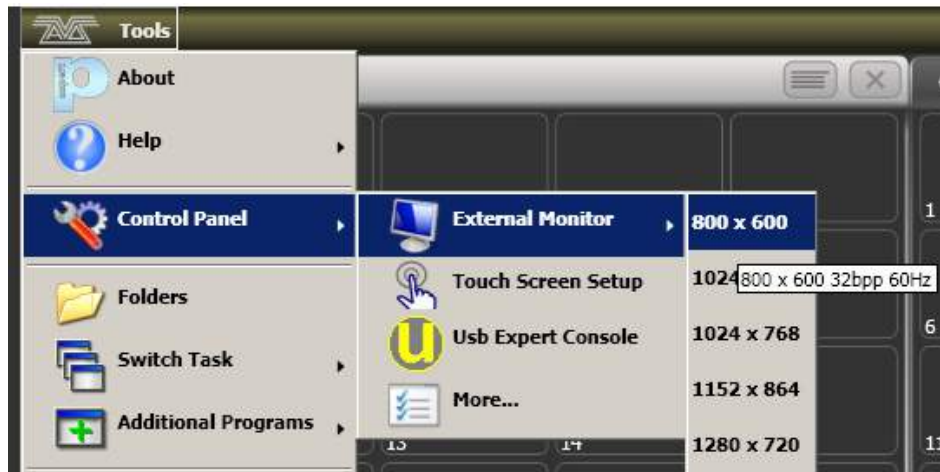 Tools
About
Help
Control Panel
Folders
Switch Task
Additional Programs
External Monitor
Touch Screen Setup
Usb Expert Console
More...
800 x 600
1024
800 x 600 32bpp 60Hz
1024 x 768
1152 x 864
1280 x 720
1
6
13
14